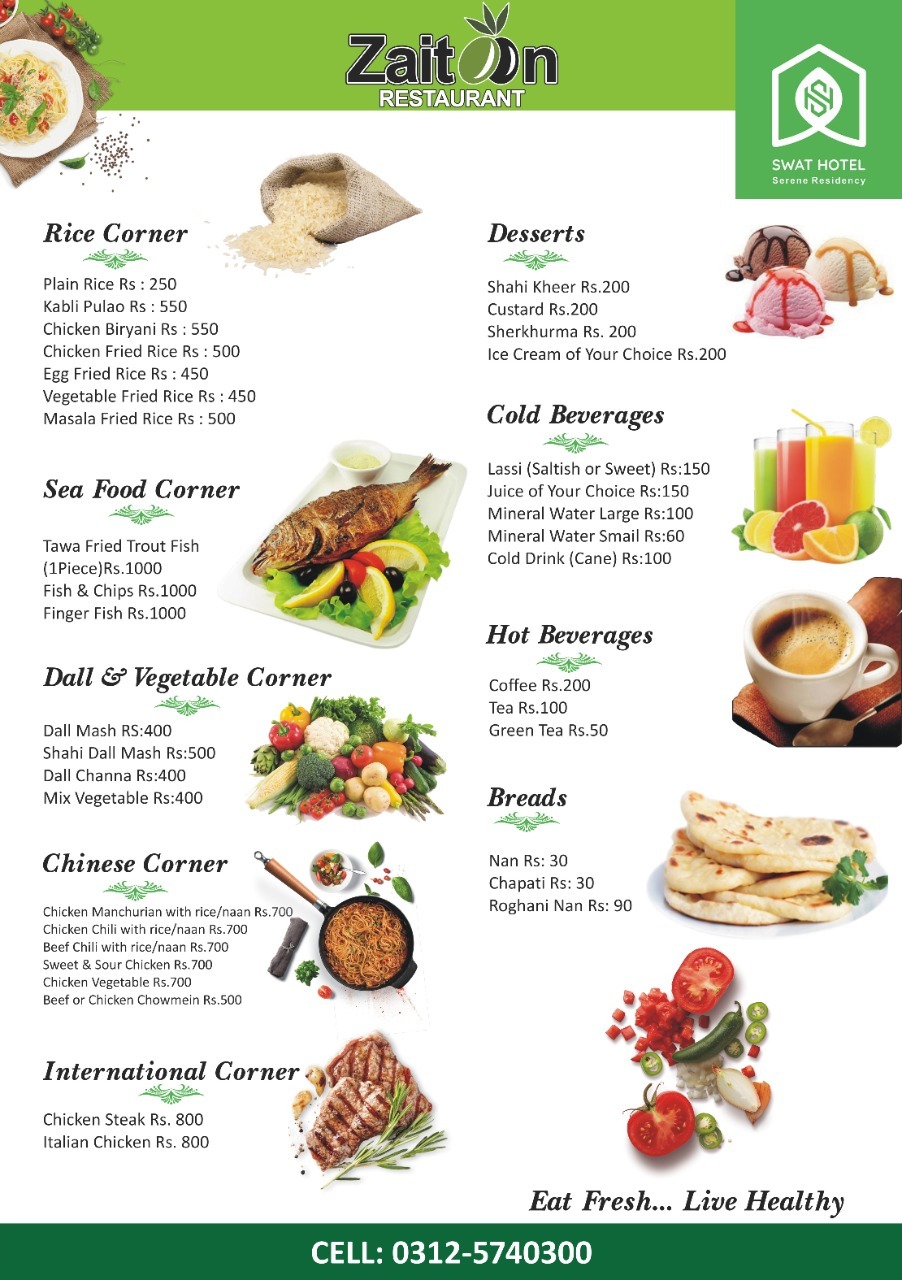 Zaitoon
RESTAURANT
SWAT HOTEL
Serene Residency
Rice Corner
Plain Rice Rs : 250
Kabli Pulao Rs : 550
Chicken Biryani Rs : 550
Chicken Fried Rice Rs : 500
Egg Fried Rice Rs : 450
Vegetable Fried Rice Rs : 450
Masala Fried Rice Rs : 500
Sea Food Corner
Tawa Fried Trout Fish
(1Piece)Rs.1000
Fish & Chips Rs.1000
Finger Fish Rs.1000
Dall & Vegetable Corner
Dall Mash RS:400
Shahi Dall Mash Rs:500
Dall Channa Rs:400
Mix Vegetable Rs:400
Chinese Corner
Chicken Manchurian with rice/naan Rs.700
Chicken Chili with rice/naan Rs.700
Beef Chili with rice/naan Rs.700
Sweet & Sour Chicken Rs.700
Chicken Vegetable Rs.700
Beef or Chicken Chowmein Rs.500
International Corner
Chicken Steak Rs. 800
Italian Chicken Rs. 800
Desserts
Shahi Kheer Rs.200
Custard Rs.200
Sherkhurma Rs. 200
Ice Cream of Your Choice Rs.200
Cold Beverages
Lassi (Saltish or Sweet) Rs:150
Juice of Your Choice Rs:150
Mineral Water Large Rs:100
Mineral Water Smail Rs:60
Cold Drink (Cane) Rs:100
Hot Beverages
Coffee Rs.200
Tea Rs.100
Green Tea Rs.50
Breads
Nan Rs: 30
Chapati Rs: 30
Roghani Nan Rs: 90
Eat Fresh... Live Healthy
CELL: 0312-5740300